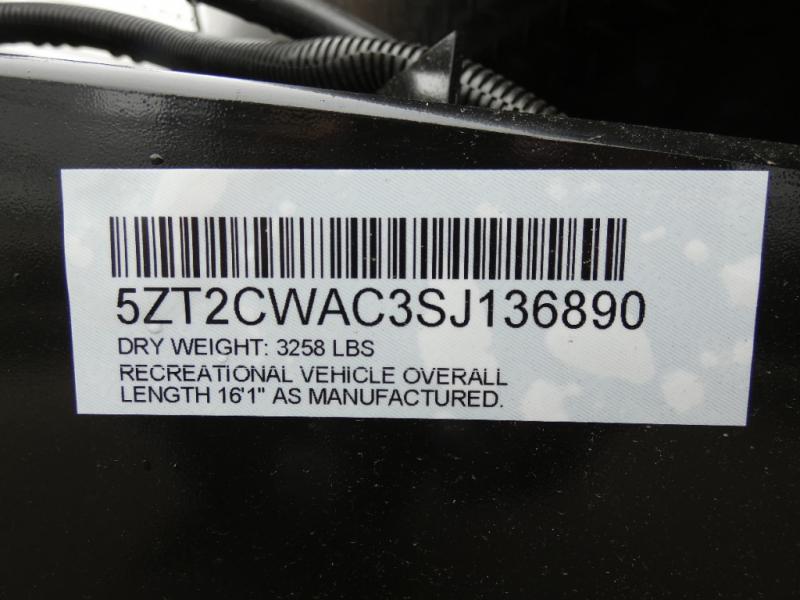 5ZT2CWAC3SJ136890
DRY WEIGHT: 3258 LBS
RECREATIONAL VEHICLE OVERALL
LENGTH 16'1" AS MANUFACTURED.